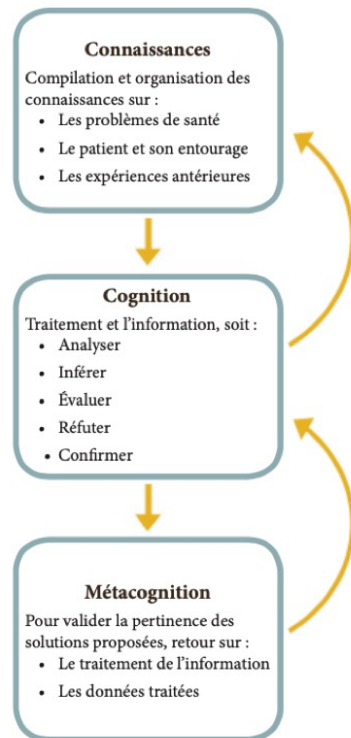 Connaissances
Compilation et organisation des
connaissances sur :
• Les problèmes de santé
• Le patient et son entourage
• Les expériences antérieures
Cognition
Traitement et l'information, soit :
• Analyser
• Inférer
• Évaluer
• Réfuter
• Confirmer
Métacognition
Pour valider la pertinence des
solutions proposées, retour sur :
• Le traitement de l'information
• Les données traitées